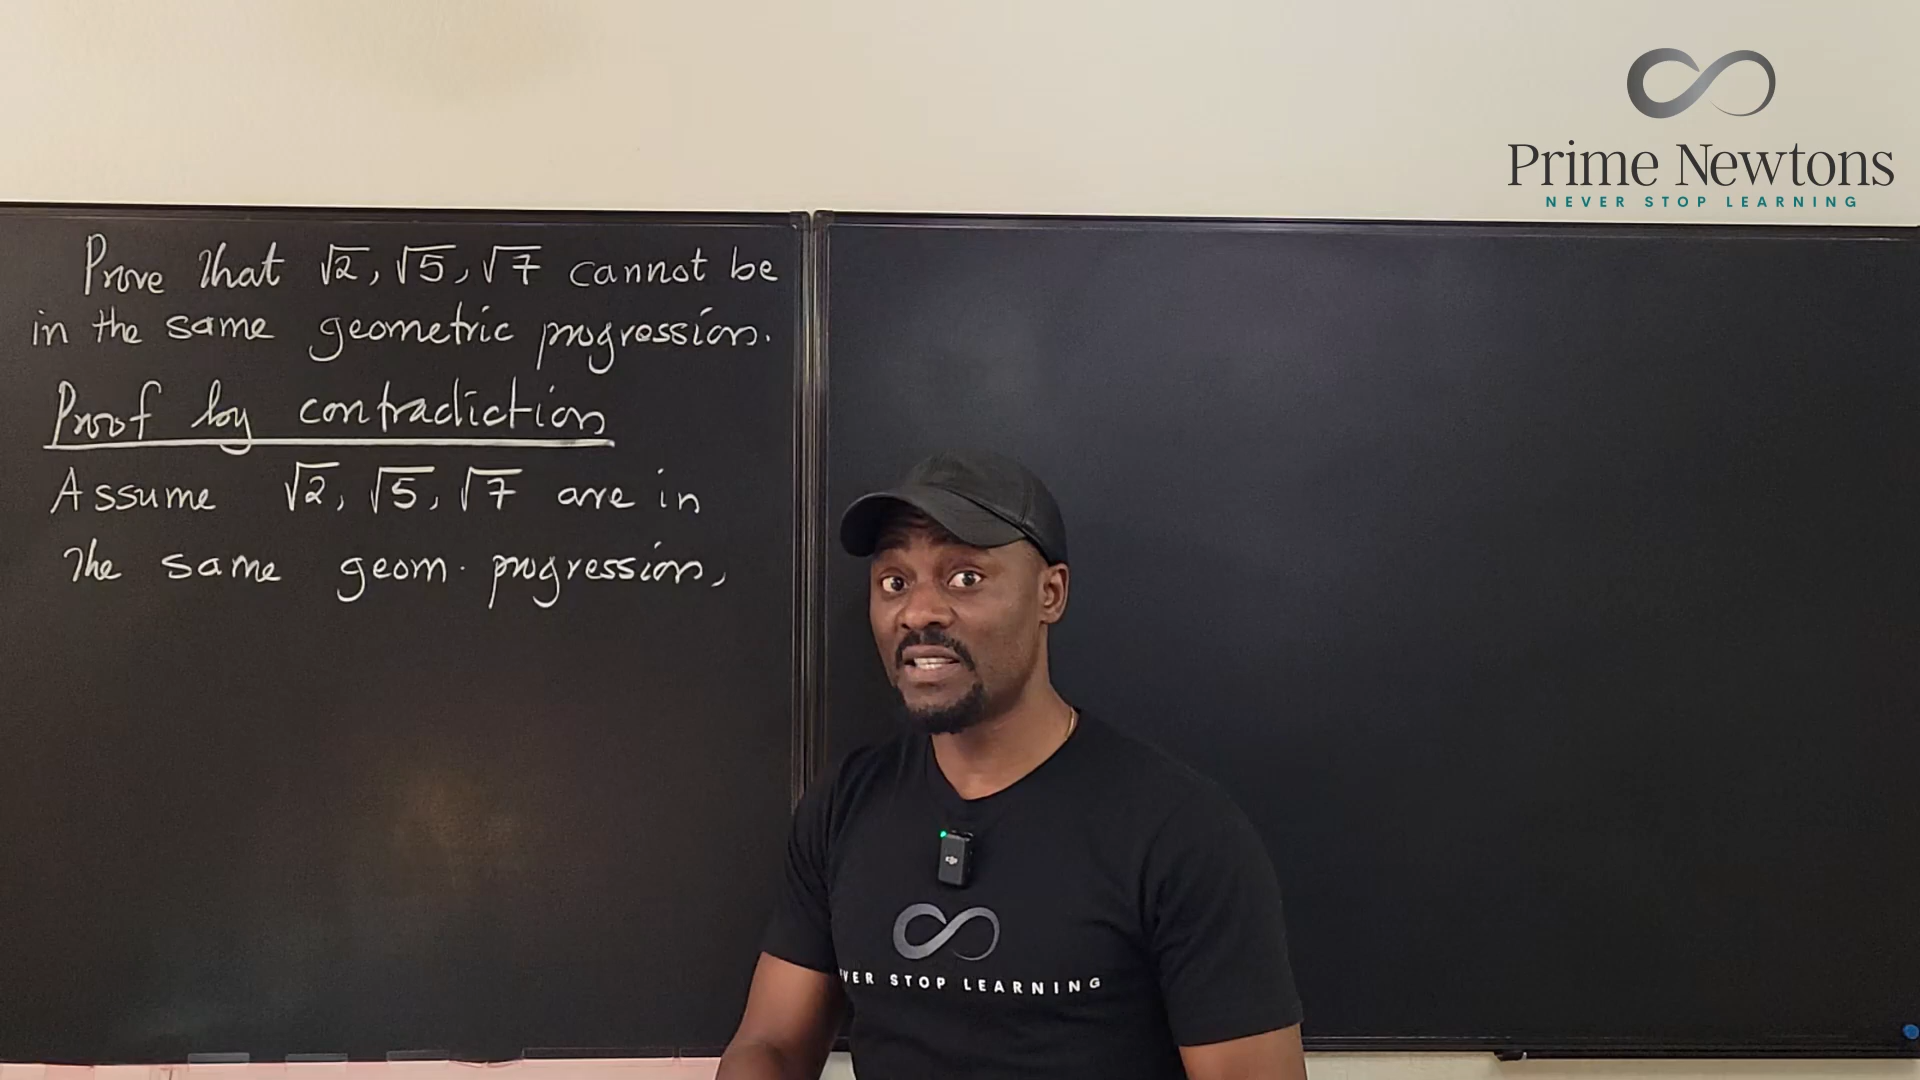 Prime Newtons
NEVER STOP LEARNING
Prove that √2, √5, √7 cannot be
in the same geometric progression.
Proof by contradiction
Assume √2, √5, √7 are in
the same geom. progression,
VER STOP LEARNING